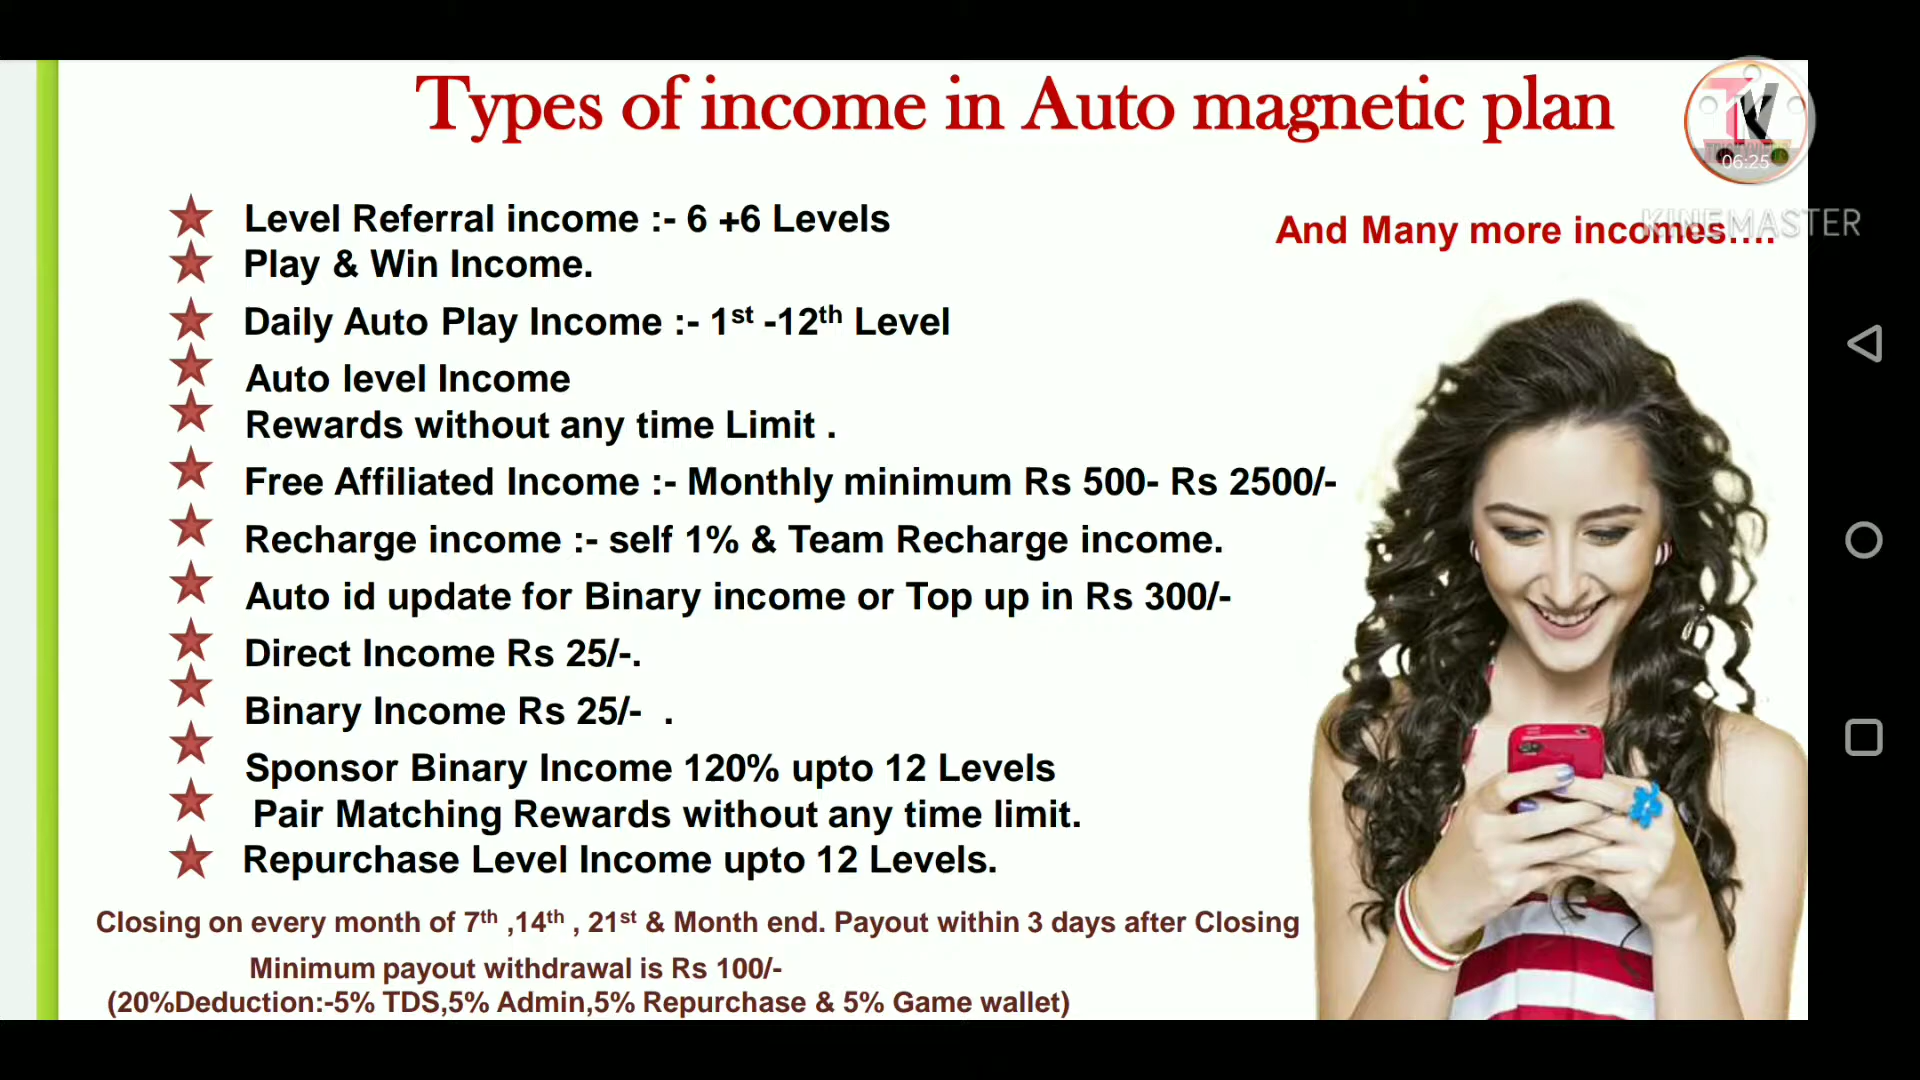 Types of income in Auto magnetic plan
06:25
KINEMASTER
And Many more incomes....
Level Referral income :- 6 +6 Levels
Play & Win Income.
Daily Auto Play Income :- 1st -12th Level
Auto level Income
Rewards without any time Limit .
Free Affiliated Income :- Monthly minimum Rs 500- Rs 2500/-
Recharge income :- self 1% & Team Recharge income.
Auto id update for Binary income or Top up in Rs 300/-
Direct Income Rs 25/-.
Binary Income Rs 25/- .
Sponsor Binary Income 120% upto 12 Levels
Pair Matching Rewards without any time limit.
Repurchase Level Income upto 12 Levels.
Closing on every month of 7th ,14th , 21st & Month end. Payout within 3 days after Closing
Minimum payout withdrawal is Rs 100/-
(20%Deduction:-5% TDS,5% Admin,5% Repurchase & 5% Game wallet)